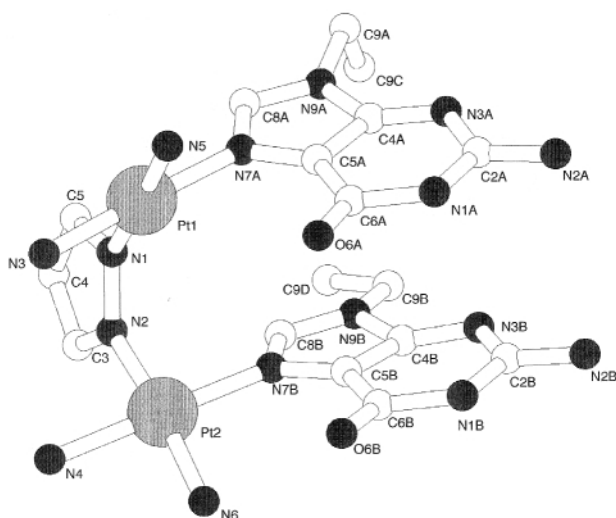 C9A
C9C
N9A
C8A
N3A
C4A
N5
N7A
C5A
C2A
N2A
C5
Pt1
C6A
N1A
O6A
N3
N1
C4
C9D
C9B
N2
N9B
N3B
C3
C8B
C4B
N7B
C5B
C2B
N2B
Pt2
C6B
N1B
O6B
N4
N6